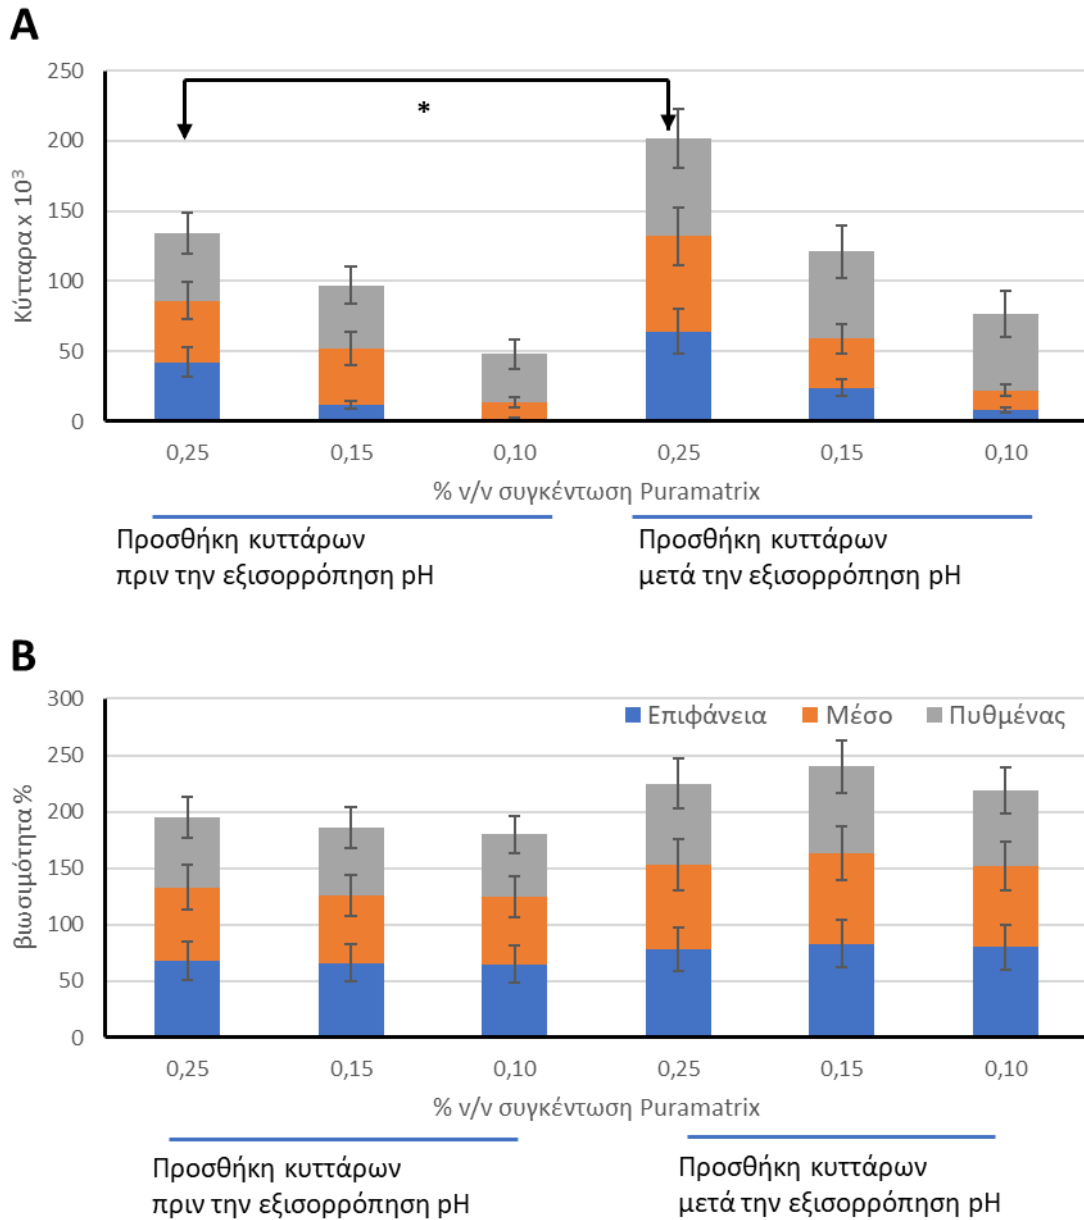 A
250
200
150
100
50
0
Κύτταρα x 10³
*
0,25 0,15 0,10 0,25 0,15 0,10
% v/v συγκέντωση Puramatrix
Προσθήκη κυττάρων
πριν την εξισορρόπηση pH
Προσθήκη κυττάρων
μετά την εξισορρόπηση pH
B
300
250
200
150
100
50
0
βιωσιμότητα %
Επιφάνεια Μέσο Πυθμένας
0,25 0,15 0,10 0,25 0,15 0,10
% v/v συγκέντωση Puramatrix
Προσθήκη κυττάρων
πριν την εξισορρόπηση pH
Προσθήκη κυττάρων
μετά την εξισορρόπηση pH